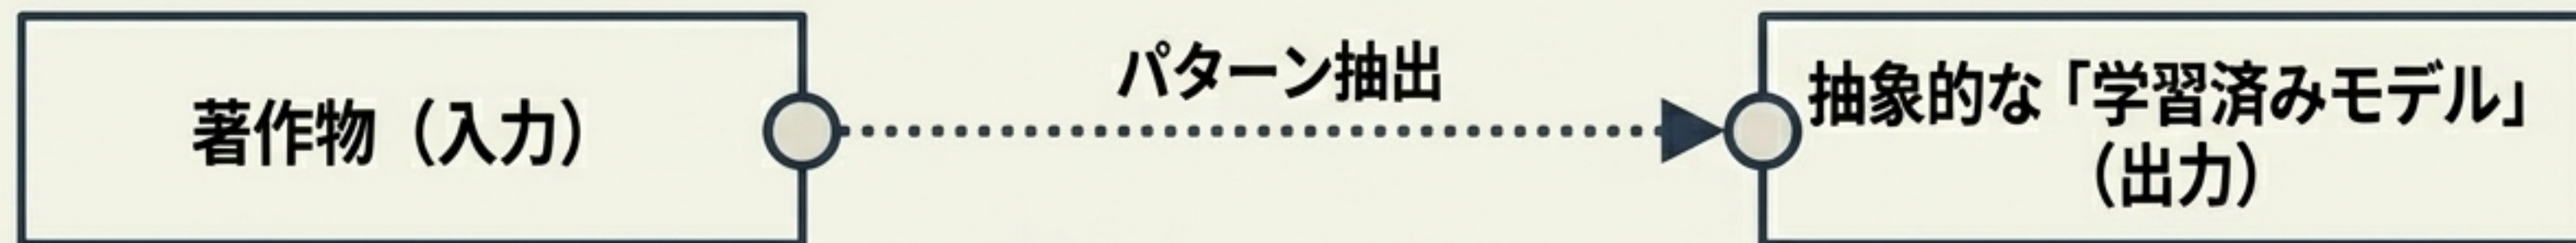 著作物（入力）
パターン抽出
抽象的な「学習済みモデル」
（出力）